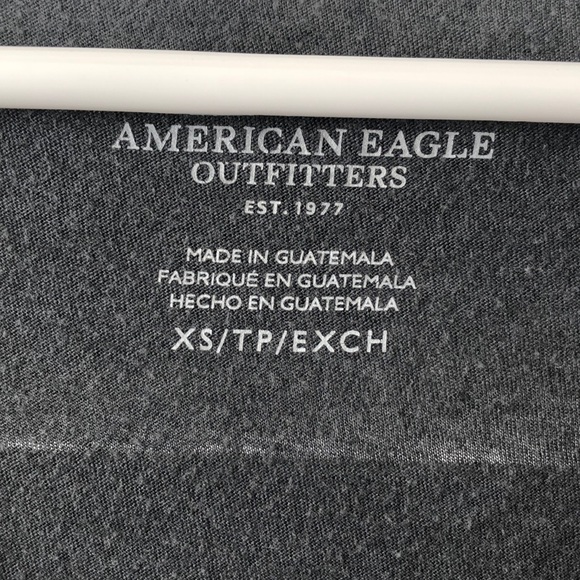 AMERICAN EAGLE
OUTFITTERS
EST. 1977
MADE IN GUATEMALA
FABRIQUÉ EN GUATEMALA
HECHO EN GUATEMALA
XS/TP/EXCH